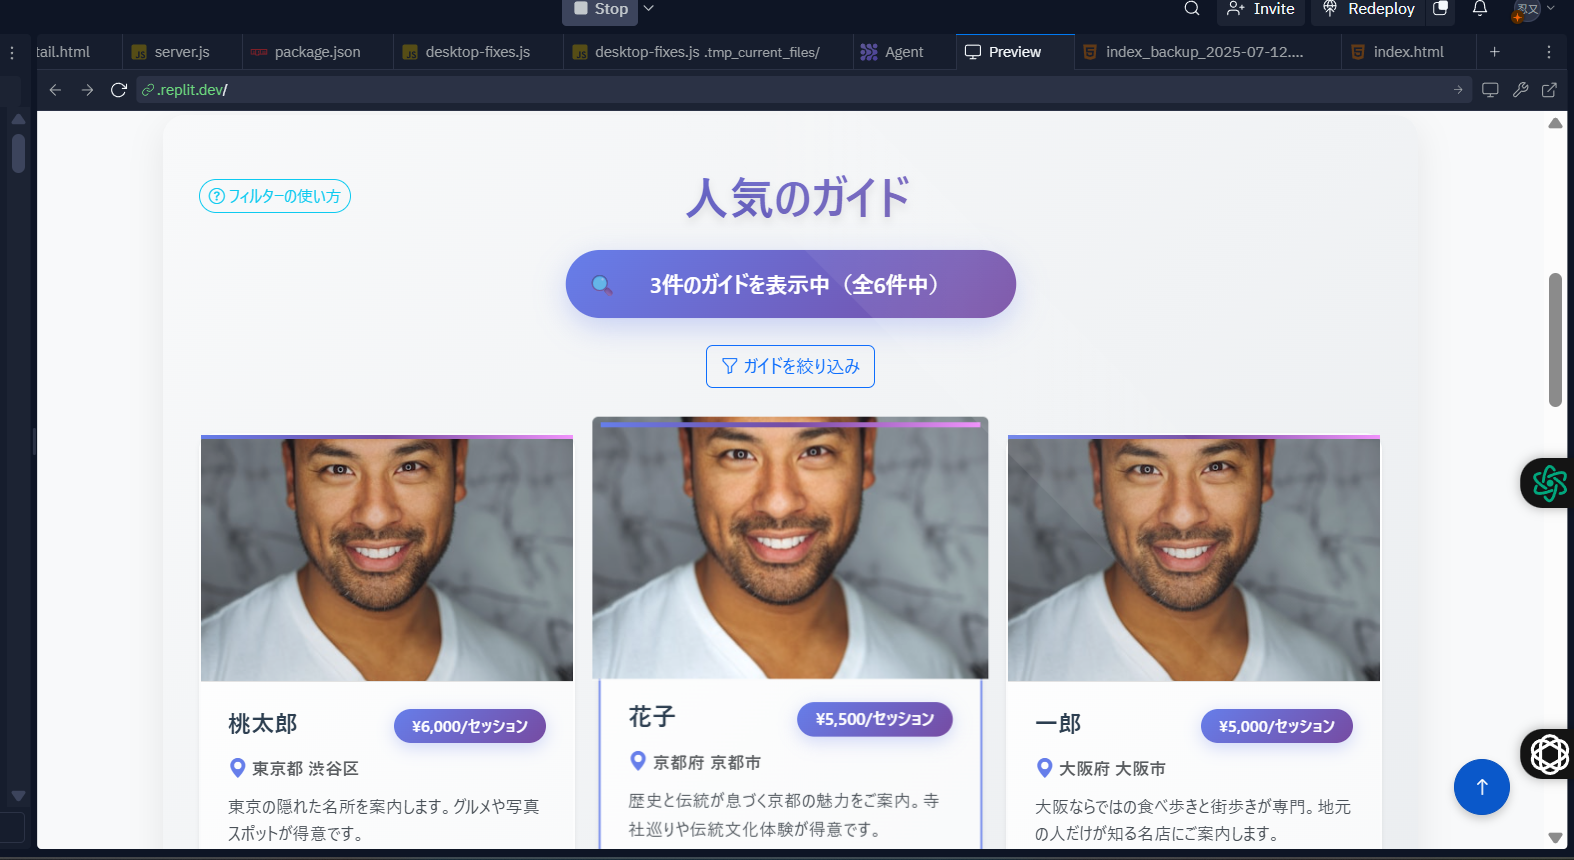 Stop
Invite
Redeploy
tail.html
server.js
package.json
desktop-fixes.js
desktop-fixes.js .tmp_current_files/
Agent
Preview
index_backup_2025-07-12....
index.html
.replit.dev/
フィルターの使い方
人気のガイド
3件のガイドを表示中（全6件中）
ガイドを絞り込み
桃太郎
¥6,000/セッション
東京都 渋谷区
東京の隠れた名所を案内します。グルメや写真
スポットが得意です。
花子
¥5,500/セッション
京都府 京都市
歴史と伝統が息づく京都の魅力をご案内。寺
社巡りや伝統文化体験が得意です。
一郎
¥5,000/セッション
大阪府 大阪市
大阪ならではの食べ歩きと街歩きが専門。地元
の人だけが知る名店にご案内します。